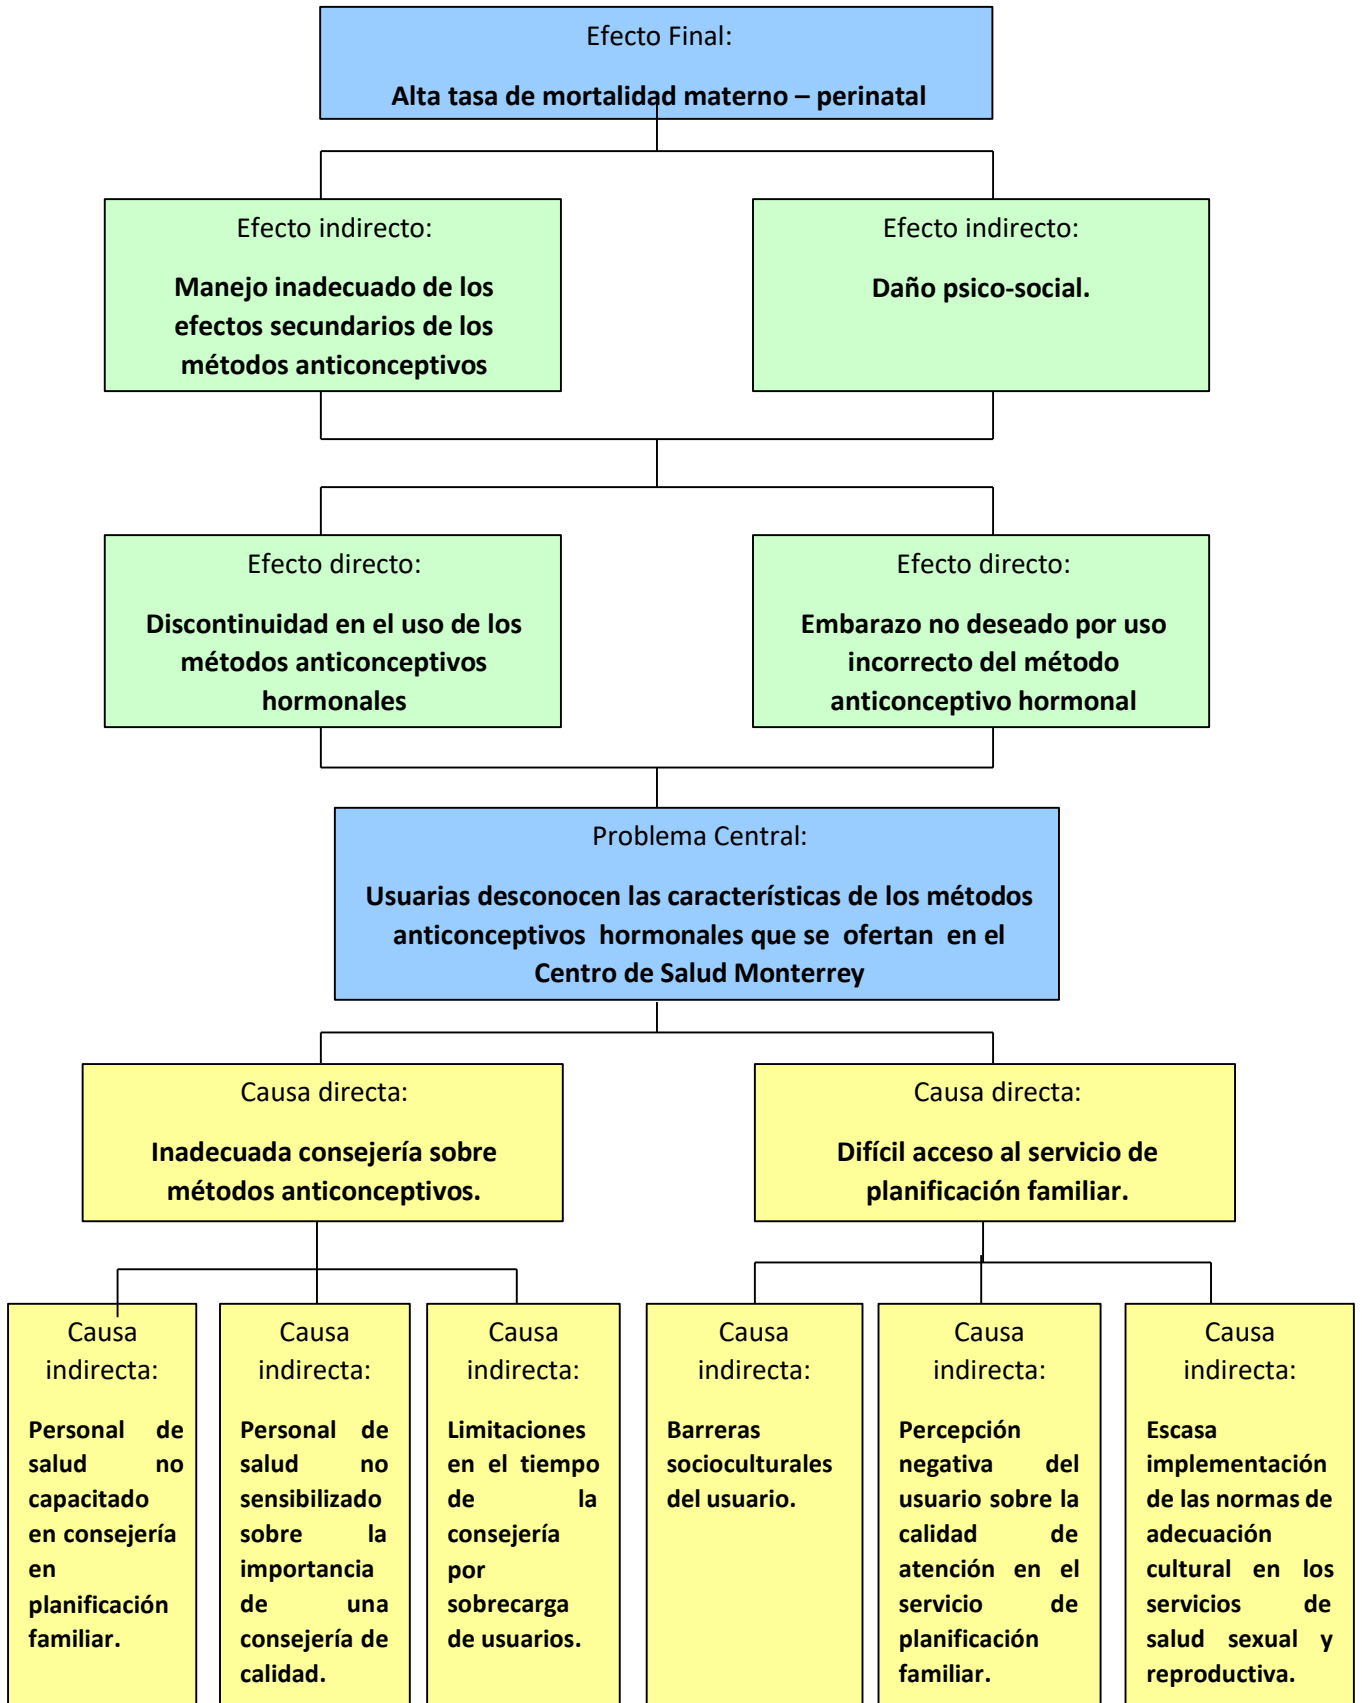 Efecto Final:
Alta tasa de mortalidad materno – perinatal
Efecto indirecto:
Manejo inadecuado de los
efectos secundarios de los
métodos anticonceptivos
Efecto indirecto:
Daño psico-social.
Efecto directo:
Discontinuidad en el uso de los
métodos anticonceptivos
hormonales
Efecto directo:
Embarazo no deseado por uso
incorrecto del método
anticonceptivo hormonal
Problema Central:
Usuarias desconocen las características de los métodos
anticonceptivos hormonales que se ofertan en el
Centro de Salud Monterrey
Causa directa:
Inadecuada consejería sobre
métodos anticonceptivos.
Causa directa:
Difícil acceso al servicio de
planificación familiar.
Causa
indirecta:
Personal de
salud no
capacitado
en consejería
en
planificación
familiar.
Causa
indirecta:
Personal de
salud no
sensibilizado
sobre la
importancia
de una
consejería de
calidad.
Causa
indirecta:
Limitaciones
en el tiempo
de la
consejería
por
sobrecarga
de usuarios.
Causa
indirecta:
Barreras
socioculturales
del usuario.
Causa
indirecta:
Percepción
negativa del
usuario sobre la
calidad de
atención en el
servicio de
planificación
familiar.
Causa
indirecta:
Escasa
implementación
de las normas de
adecuación
cultural en los
servicios de
salud sexual y
reproductiva.